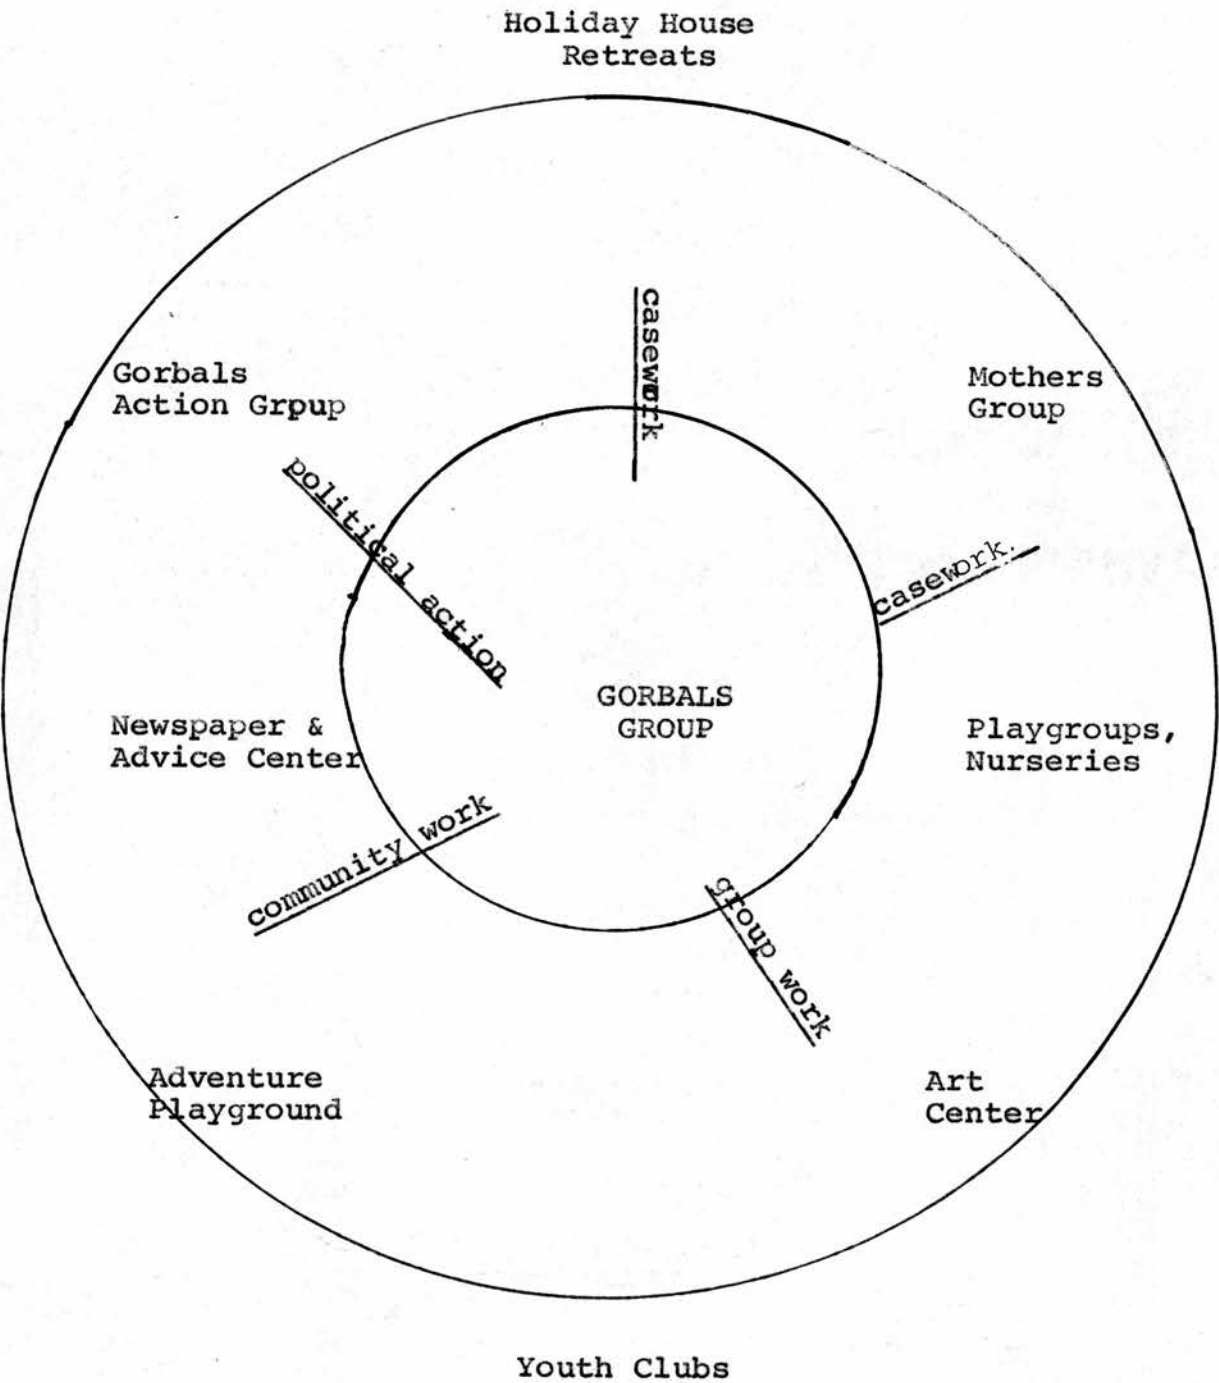 Holiday House
Retreats
casework
Gorbals
Action Grpup
Mothers
Group
political action
casework.
GORBALS
GROUP
Newspaper &
Advice Center
Playgroups,
Nurseries
community work
group work
Adventure
Playground
Art
Center
Youth Clubs